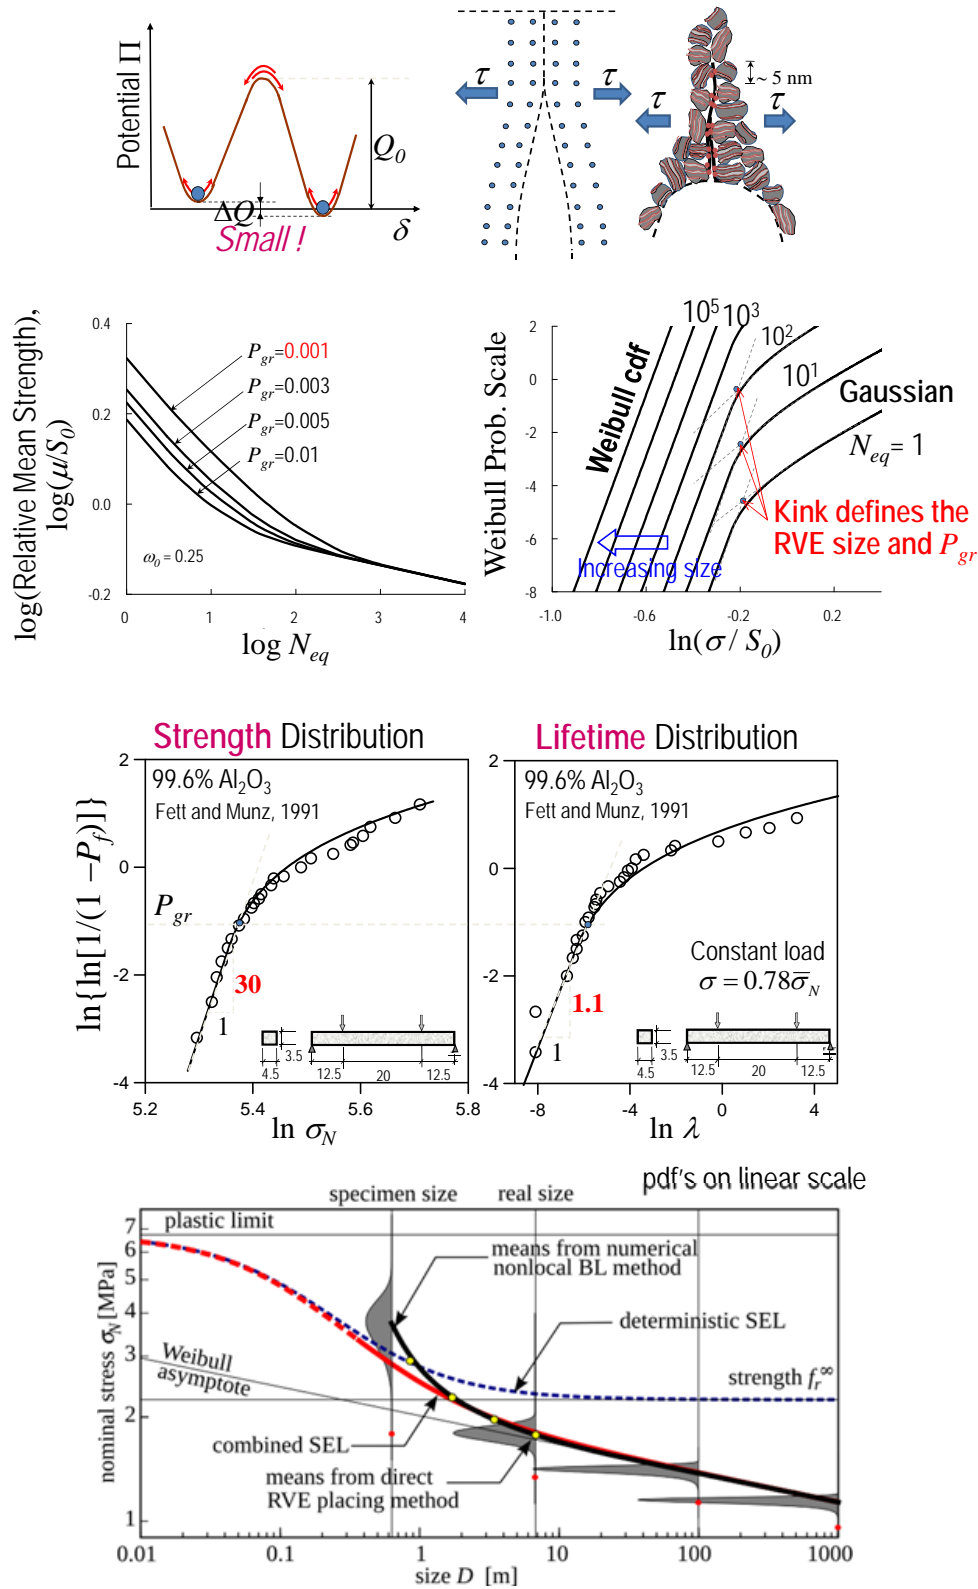 Potential Π
Q0
ΔQ
Small !
δ
τ
τ
τ
τ
~ 5 nm
log(Relative Mean Strength),
log(μ/S0)
0.4
0.2
0.0
-0.2
Pgr=0.001
Pgr=0.003
Pgr=0.005
Pgr=0.01
ω0 = 0.25
0
1
2
3
4
log Neq
Weibull Prob. Scale
2
0
-2
-4
-6
-8
Weibull cdf
10^5
10^3
10^2
10^1
Gaussian
Neq= 1
Kink defines the
RVE size and Pgr
Increasing size
-1.0
-0.6
-0.2
0.2
ln(σ / S0)
Strength Distribution
Lifetime Distribution
ln{ln[1/(1 −Pf)]}
2
0
-2
-4
99.6% Al2O3
Fett and Munz, 1991
Pgr
30
1
3.5
4.5
12.5
20
12.5
5.2
5.4
5.6
5.8
ln σN
2
0
-2
-4
99.6% Al2O3
Fett and Munz, 1991
Constant load
σ = 0.78σ̅N
1.1
1
3.5
4.5
12.5
20
12.5
-8
-4
0
4
ln λ
pdf's on linear scale
specimen size
real size
nominal stress σN [MPa]
7
6
5
4
3
2
1
plastic limit
means from numerical
nonlocal BL method
deterministic SEL
Weibull
asymptote
strength fr∞
combined SEL
means from direct
RVE placing method
0.01
0.1
1
10
100
1000
size D [m]